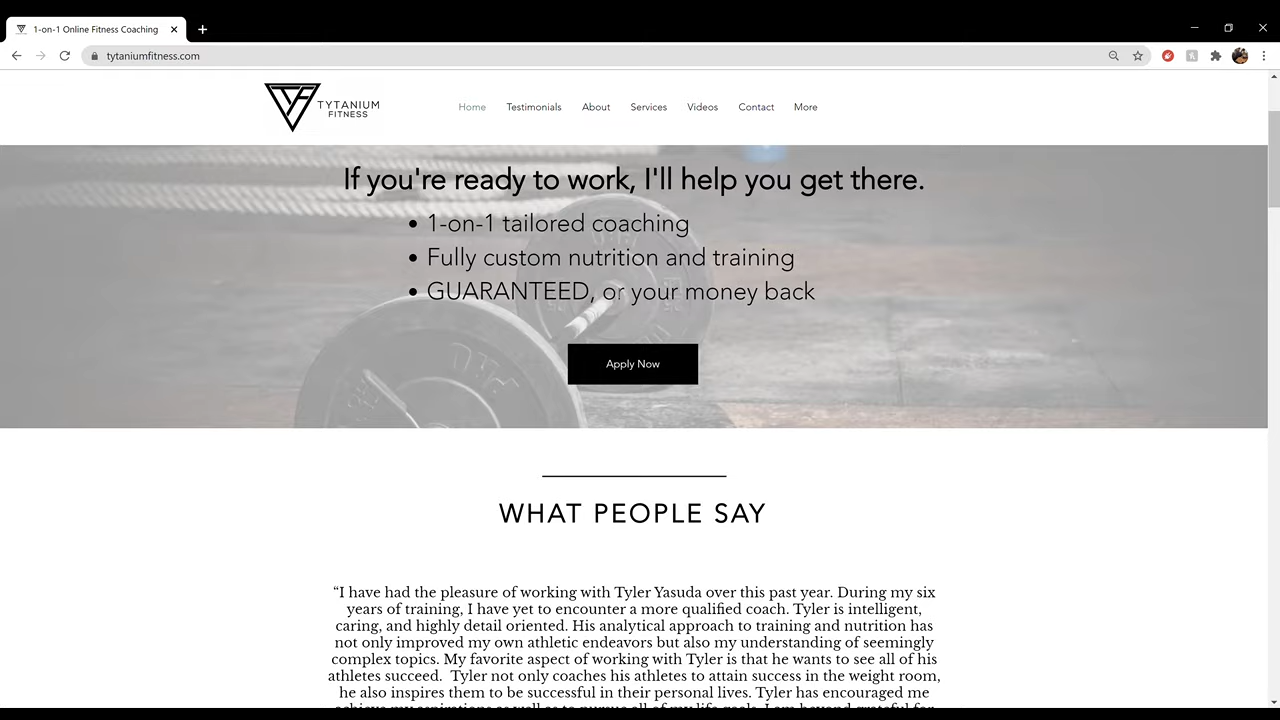 1-on-1 Online Fitness Coaching
tytaniumfitness.com
TYTANIUM
FITNESS
Home Testimonials About Services Videos Contact More
If you're ready to work, I'll help you get there.
• 1-on-1 tailored coaching
• Fully custom nutrition and training
• GUARANTEED, or your money back
Apply Now
WHAT PEOPLE SAY
“I have had the pleasure of working with Tyler Yasuda over this past year. During my six
years of training, I have yet to encounter a more qualified coach. Tyler is intelligent,
caring, and highly detail oriented. His analytical approach to training and nutrition has
not only improved my own athletic endeavors but also my understanding of seemingly
complex topics. My favorite aspect of working with Tyler is that he wants to see all of his
athletes succeed. Tyler not only coaches his athletes to attain success in the weight room,
he also inspires them to be successful in their personal lives. Tyler has encouraged me